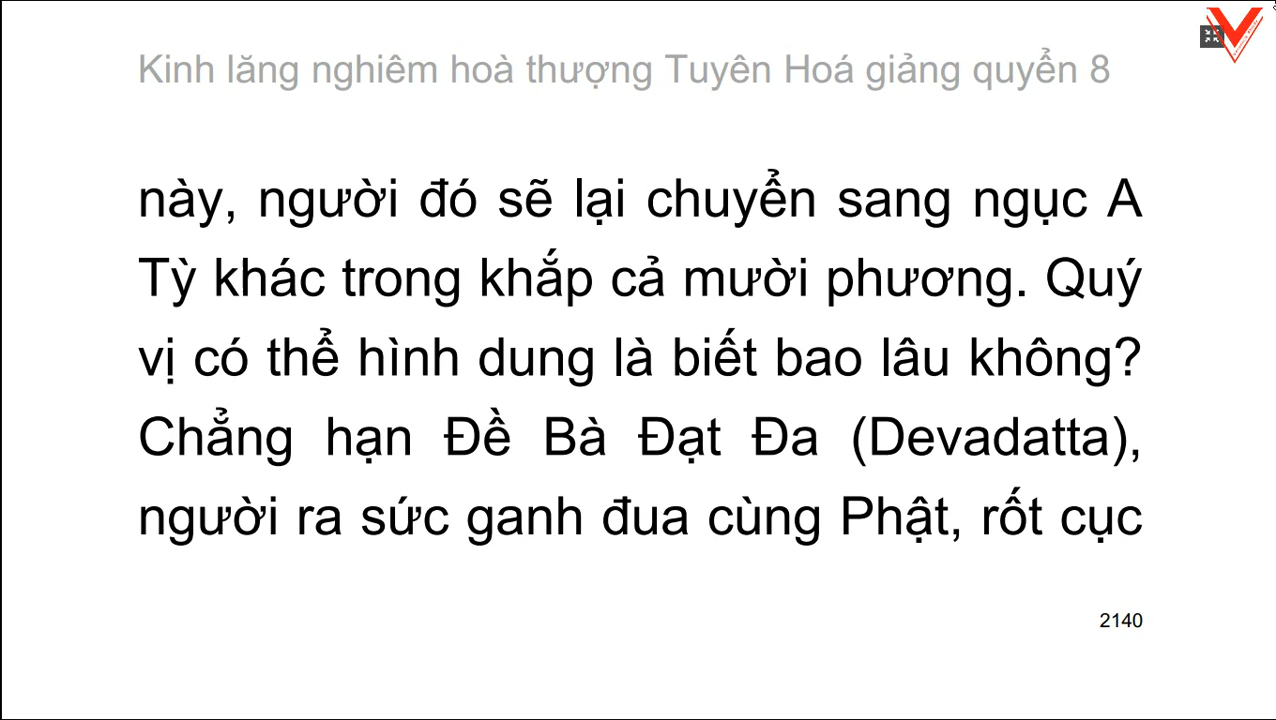 Kinh lăng nghiêm hoà thượng Tuyên Hoá giảng quyển 8
này, người đó sẽ lại chuyển sang ngục A
Tỳ khác trong khắp cả mười phương. Quý
vị có thể hình dung là biết bao lâu không?
Chẳng hạn Đề Bà Đạt Đa (Devadatta),
người ra sức ganh đua cùng Phật, rốt cục
2140